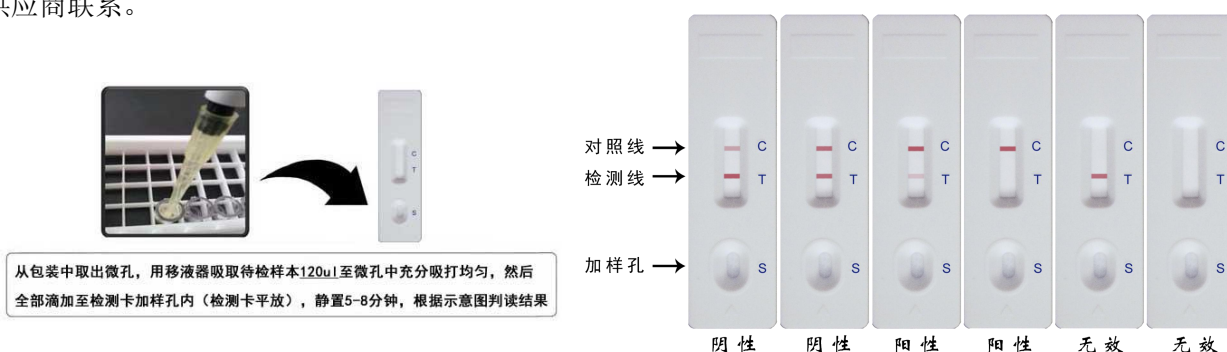 供应商联系。
从包装中取出微孔，用移液器吸取待检样本120ul至微孔中充分吸打均匀，然后
全部滴加至检测卡加样孔内（检测卡平放），静置5-8分钟，根据示意图判读结果
C
T
S
对照线
检测线
加样孔
C C C C C C
T T T T T T
S S S S S S
阴性 阴性 阳性 阳性 无效 无效